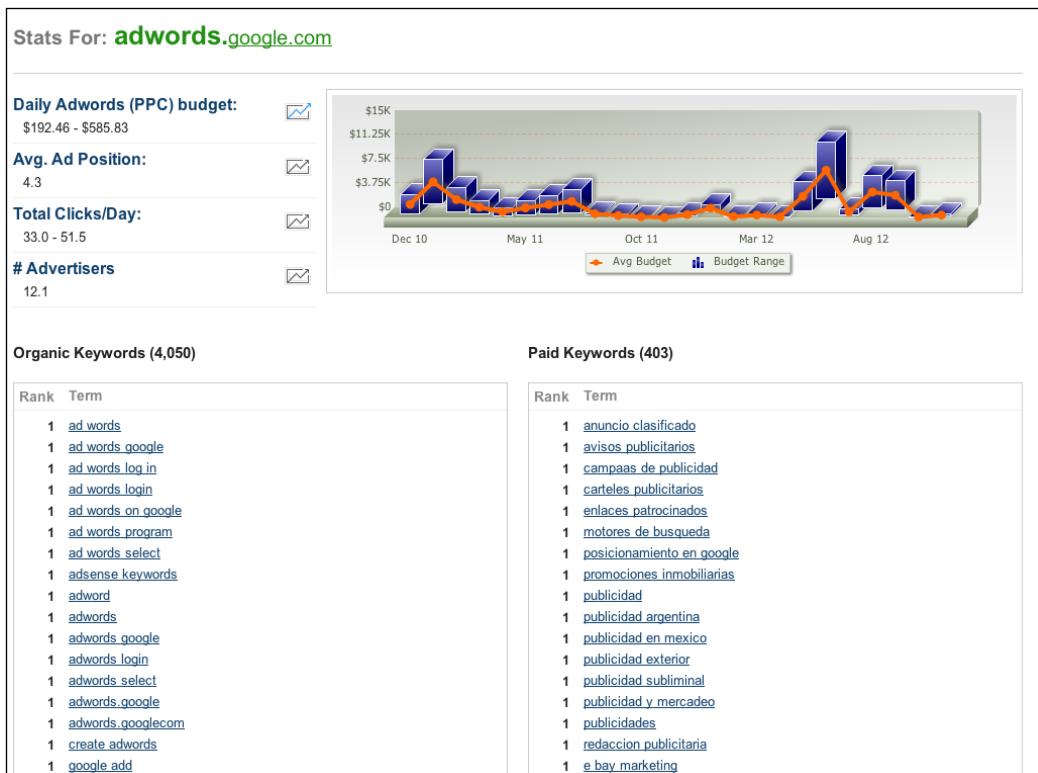 Stats For: adwords.google.com
Daily Adwords (PPC) budget:
$192.46 - $585.83
Avg. Ad Position:
4.3
Total Clicks/Day:
33.0 - 51.5
# Advertisers
12.1
$15K
$11.25K
$7.5K
$3.75K
$0
Dec 10 May 11 Oct 11 Mar 12 Aug 12
Avg Budget Budget Range
Organic Keywords (4,050)
Rank Term
1 ad words
1 ad words google
1 ad words log in
1 ad words login
1 ad words on google
1 ad words program
1 ad words select
1 adsense keywords
1 adword
1 adwords
1 adwords google
1 adwords login
1 adwords select
1 adwords.google
1 adwords.googlecom
1 create adwords
1 google add
Paid Keywords (403)
Rank Term
1 anuncio clasificado
1 avisos publicitarios
1 campaas de publicidad
1 carteles publicitarios
1 enlaces patrocinados
1 motores de busqueda
1 posicionamiento en google
1 promociones inmobiliarias
1 publicidad
1 publicidad argentina
1 publicidad en mexico
1 publicidad exterior
1 publicidad subliminal
1 publicidad y mercadeo
1 publicidades
1 redaccion publicitaria
1 e bay marketing